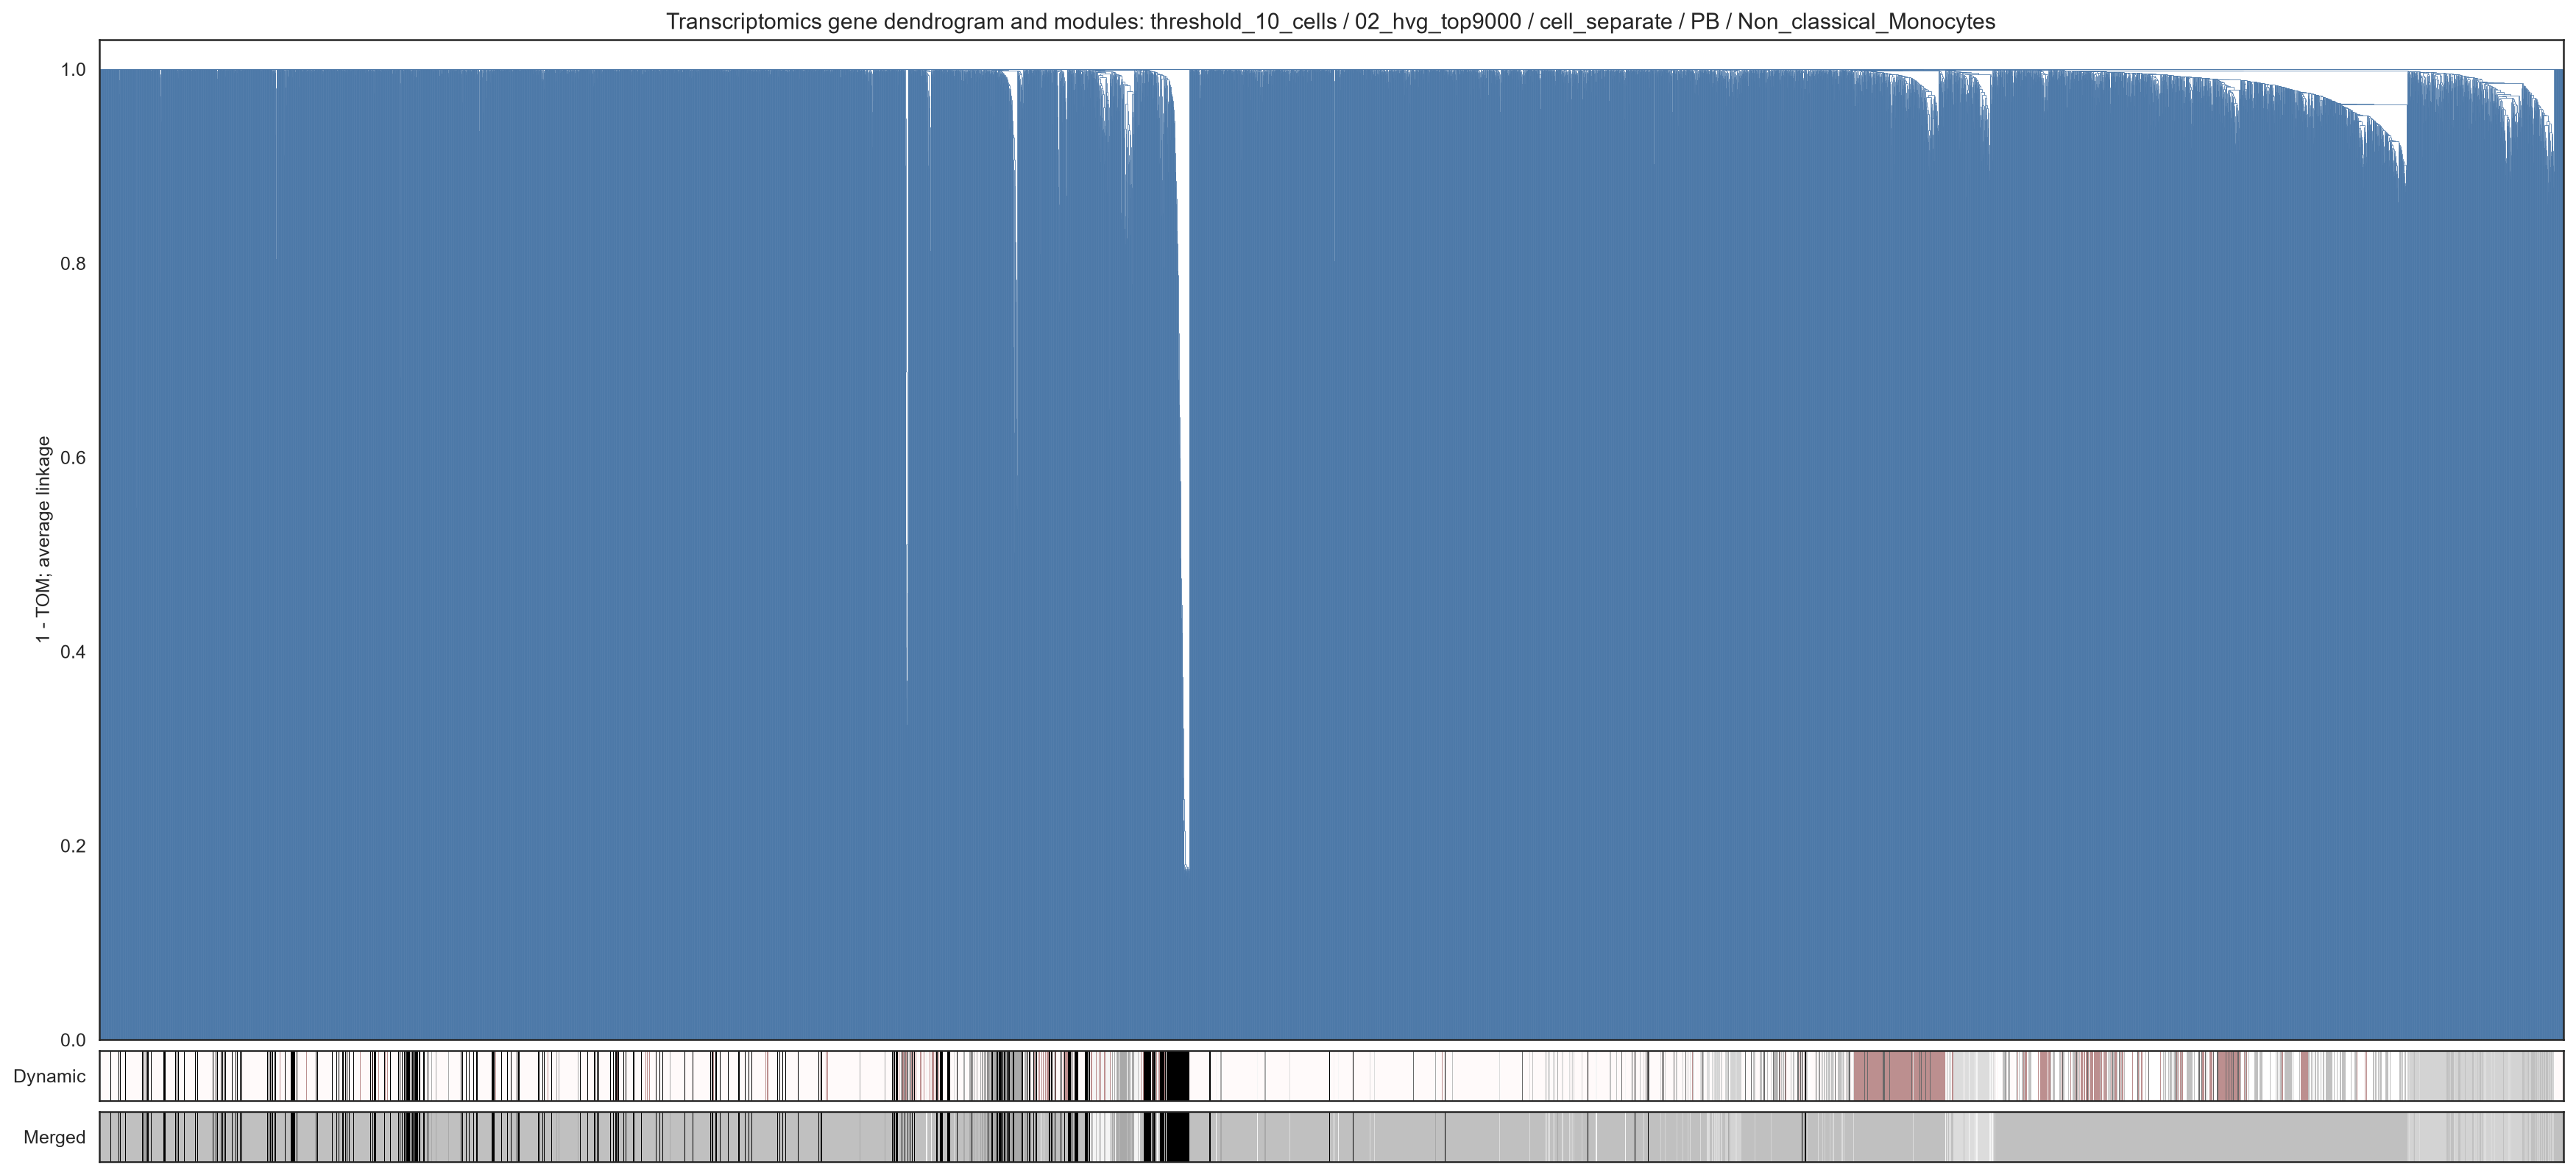 Transcriptomics gene dendrogram and modules: threshold_10_cells / 02_hvg_top9000 / cell_separate / PB / Non_classical_Monocytes
1.0
0.8
0.6
0.4
0.2
0.0
1 - TOM; average linkage
Dynamic
Merged